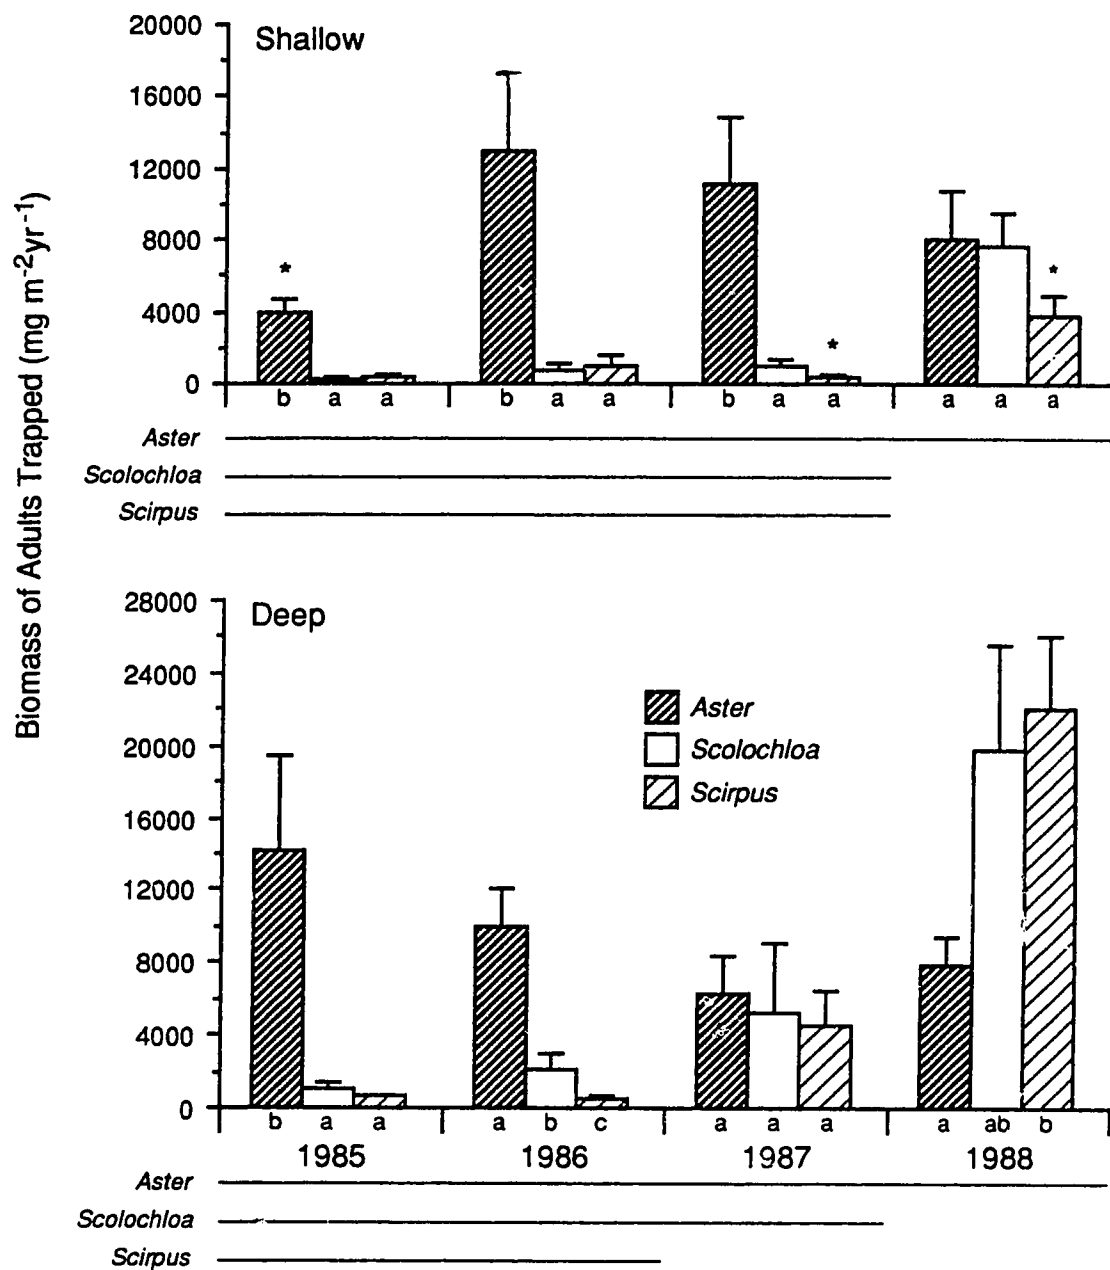 Biomass of Adults Trapped (mg m⁻²yr⁻¹)
Shallow
20000
16000
12000
8000
4000
0
*
*
*
b a a b a a b a a a a a
Aster
Scolochloa
Scirpus
Deep
28000
24000
20000
16000
12000
8000
4000
0
Aster
Scolochloa
Scirpus
b a a a b c a a a a ab b
1985 1986 1987 1988
Aster
Scolochloa
Scirpus